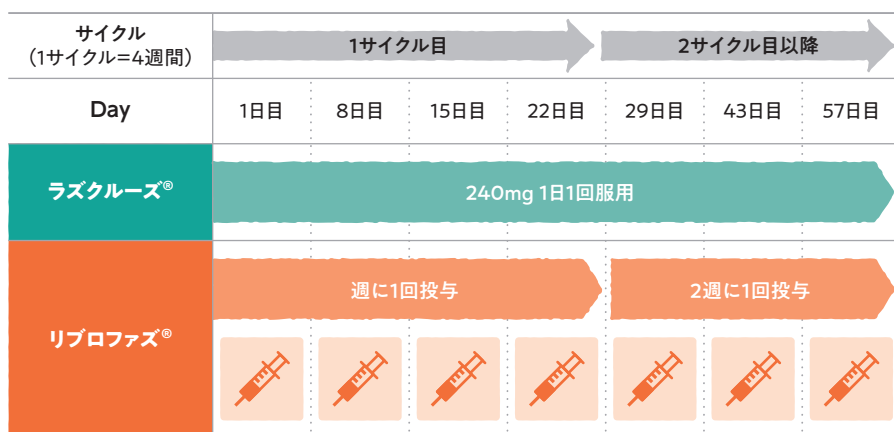 サイクル
(1サイクル=4週間)
1サイクル目
2サイクル目以降
Day
1日目
8日目
15日目
22日目
29日目
43日目
57日目
ラズクルーズ®
240mg 1日1回服用
リブロファズ®
週に1回投与
2週に1回投与